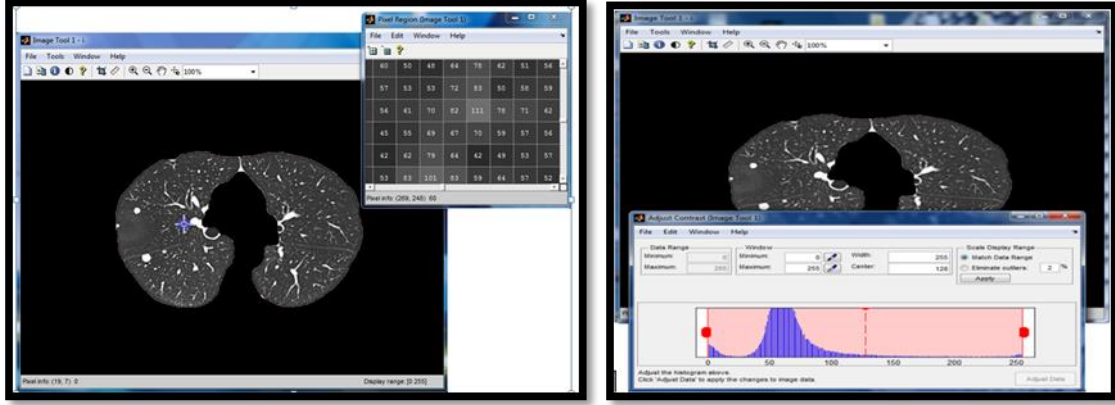 Pixel Region (Image Tool 1)
File Edit Window Help
60 50 48 64 78 62 51 54
57 53 53 72 83 50 58 59
54 61 70 82 111 78 71 62
45 55 69 67 70 59 57 54
42 62 79 64 62 49 53 57
53 83 101 83 59 64 57 52
Pixel info: (269, 248) 60
Image Tool 1 - i
File Tools Window Help
100%
Pixel info: (19, 7) 0
Display range: [0 255]
Image Tool 1 - i
File Tools Window Help
100%
Adjust Contrast (Image Tool 1)
File Edit Window Help
Data Range
Minimum: 0
Maximum: 255
Window
Minimum: 0
Maximum: 255
Width: 255
Center: 128
Scale Display Range
Match Data Range
Eliminate outliers: 2 %
Apply
0 50 100 150 200 250
Adjust the histogram above.
Click 'Adjust Data' to apply the changes to image data.
Adjust Data